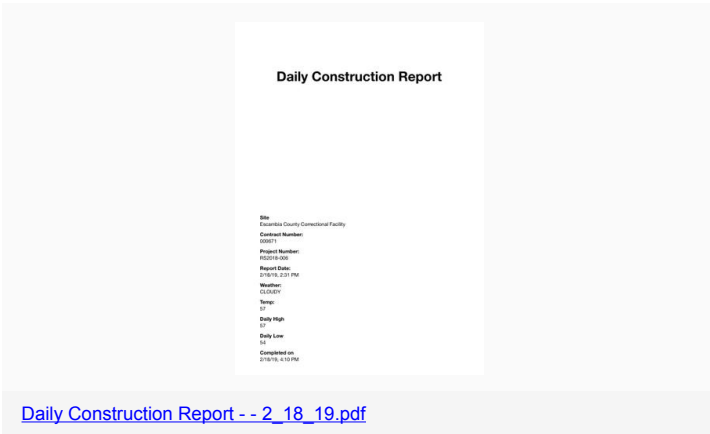 Daily Construction Report
Site
Escambia County Correctional Facility
Contract Number:
009871
Project Number:
RS2018-006
Report Date:
2/18/19, 2:31 PM
Weather:
CLOUDY
Temp:
57
Daily High
57
Daily Low
54
Completed on
2/18/19, 4:10 PM
Daily Construction Report - - 2_18_19.pdf